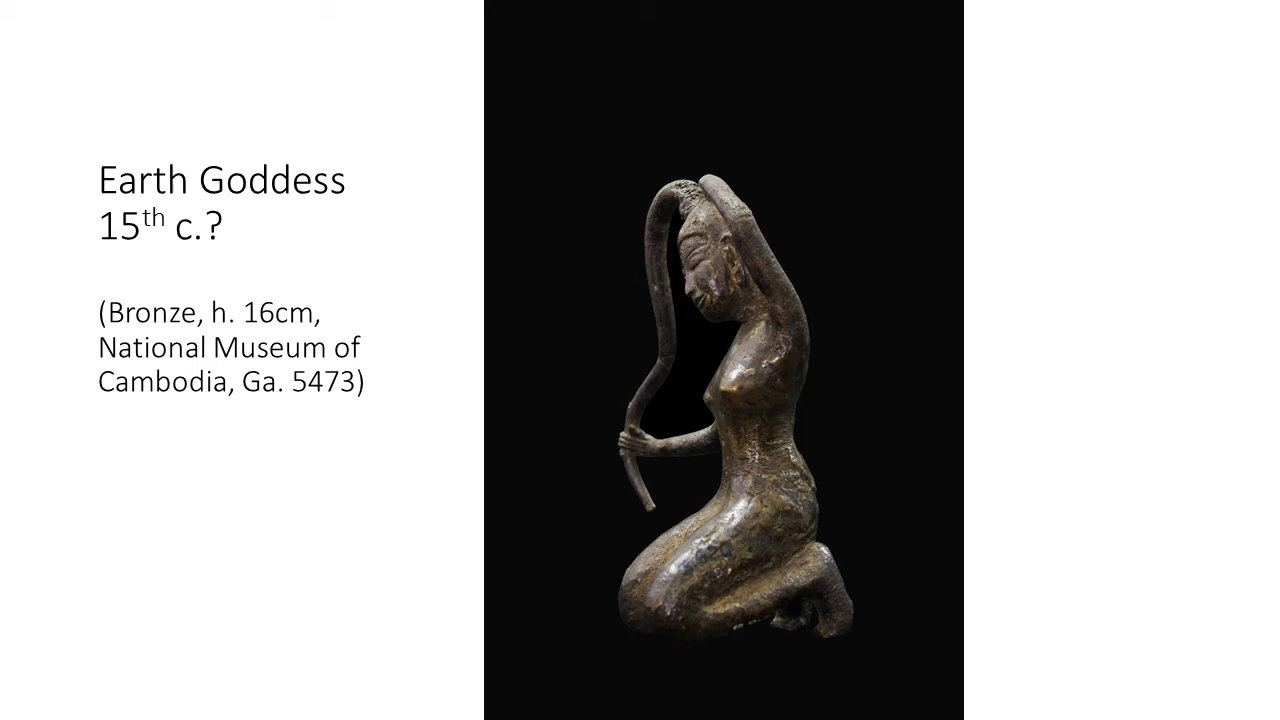 Earth Goddess
15th c.?
(Bronze, h. 16cm,
National Museum of
Cambodia, Ga. 5473)